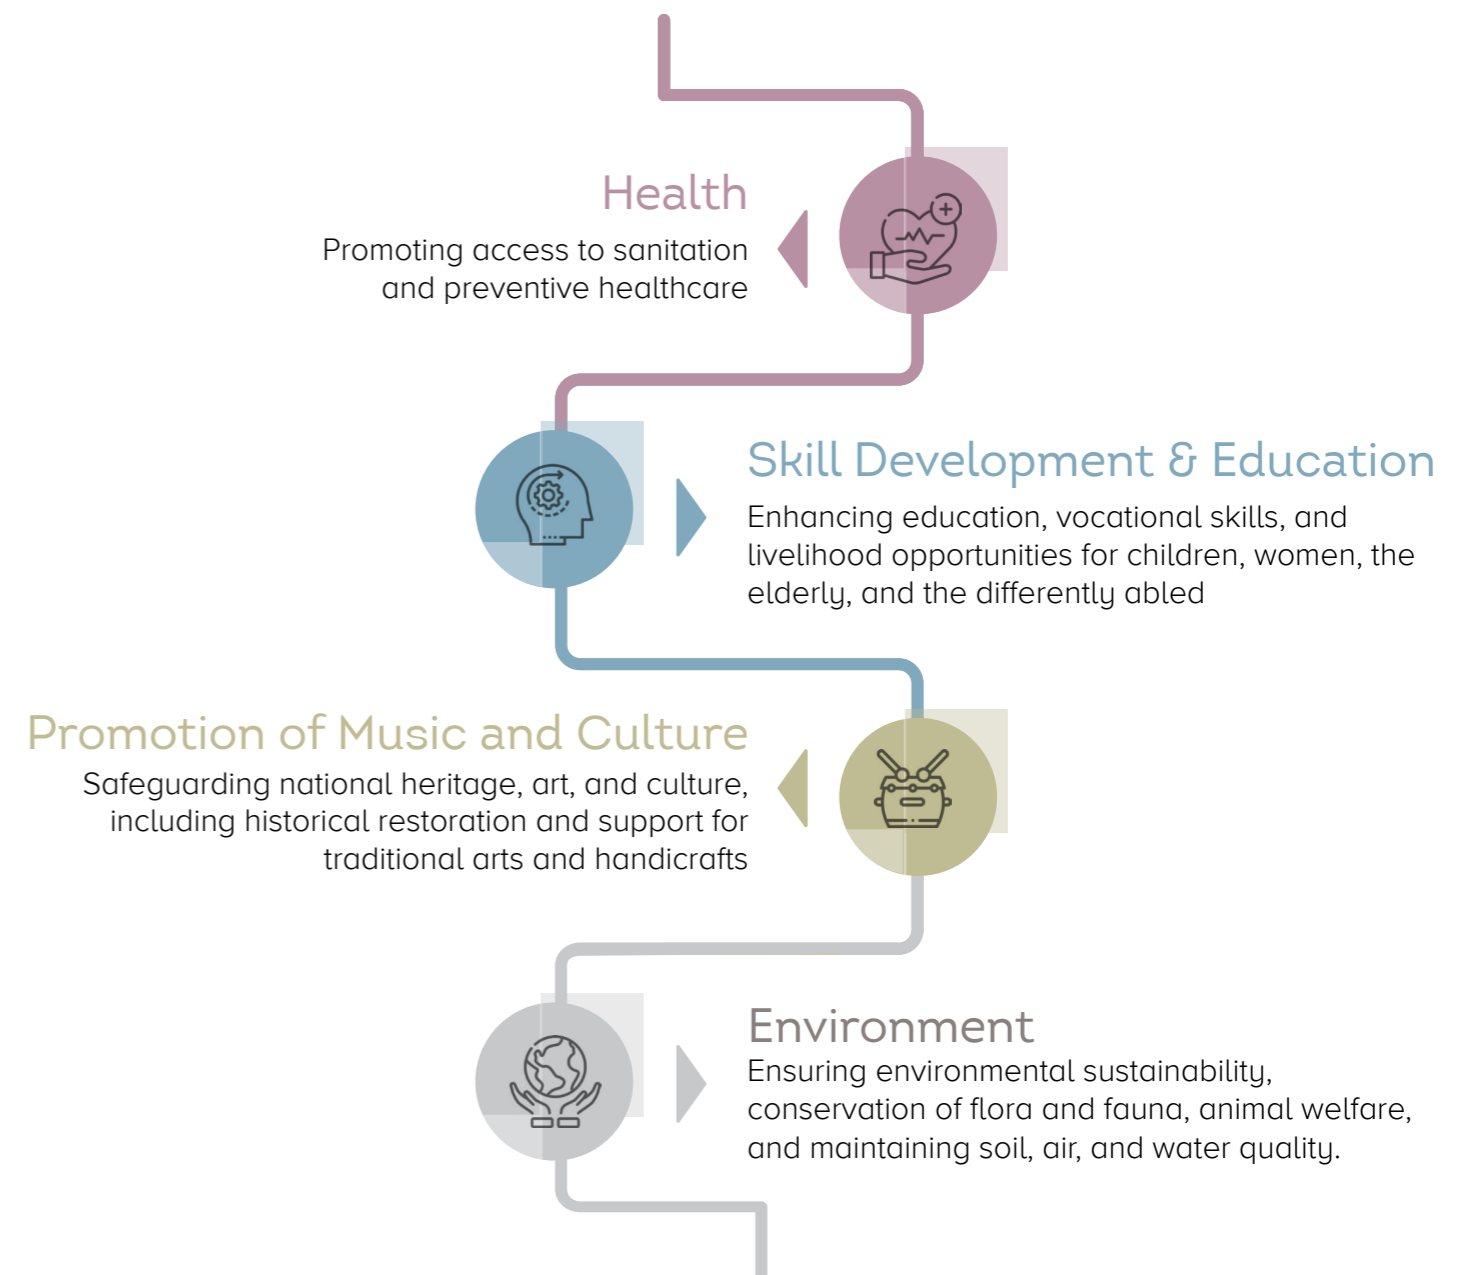 Health
Promoting access to sanitation
and preventive healthcare
Skill Development & Education
Enhancing education, vocational skills, and
livelihood opportunities for children, women, the
elderly, and the differently abled
Promotion of Music and Culture
Safeguarding national heritage, art, and culture,
including historical restoration and support for
traditional arts and handicrafts
Environment
Ensuring environmental sustainability,
conservation of flora and fauna, animal welfare,
and maintaining soil, air, and water quality.